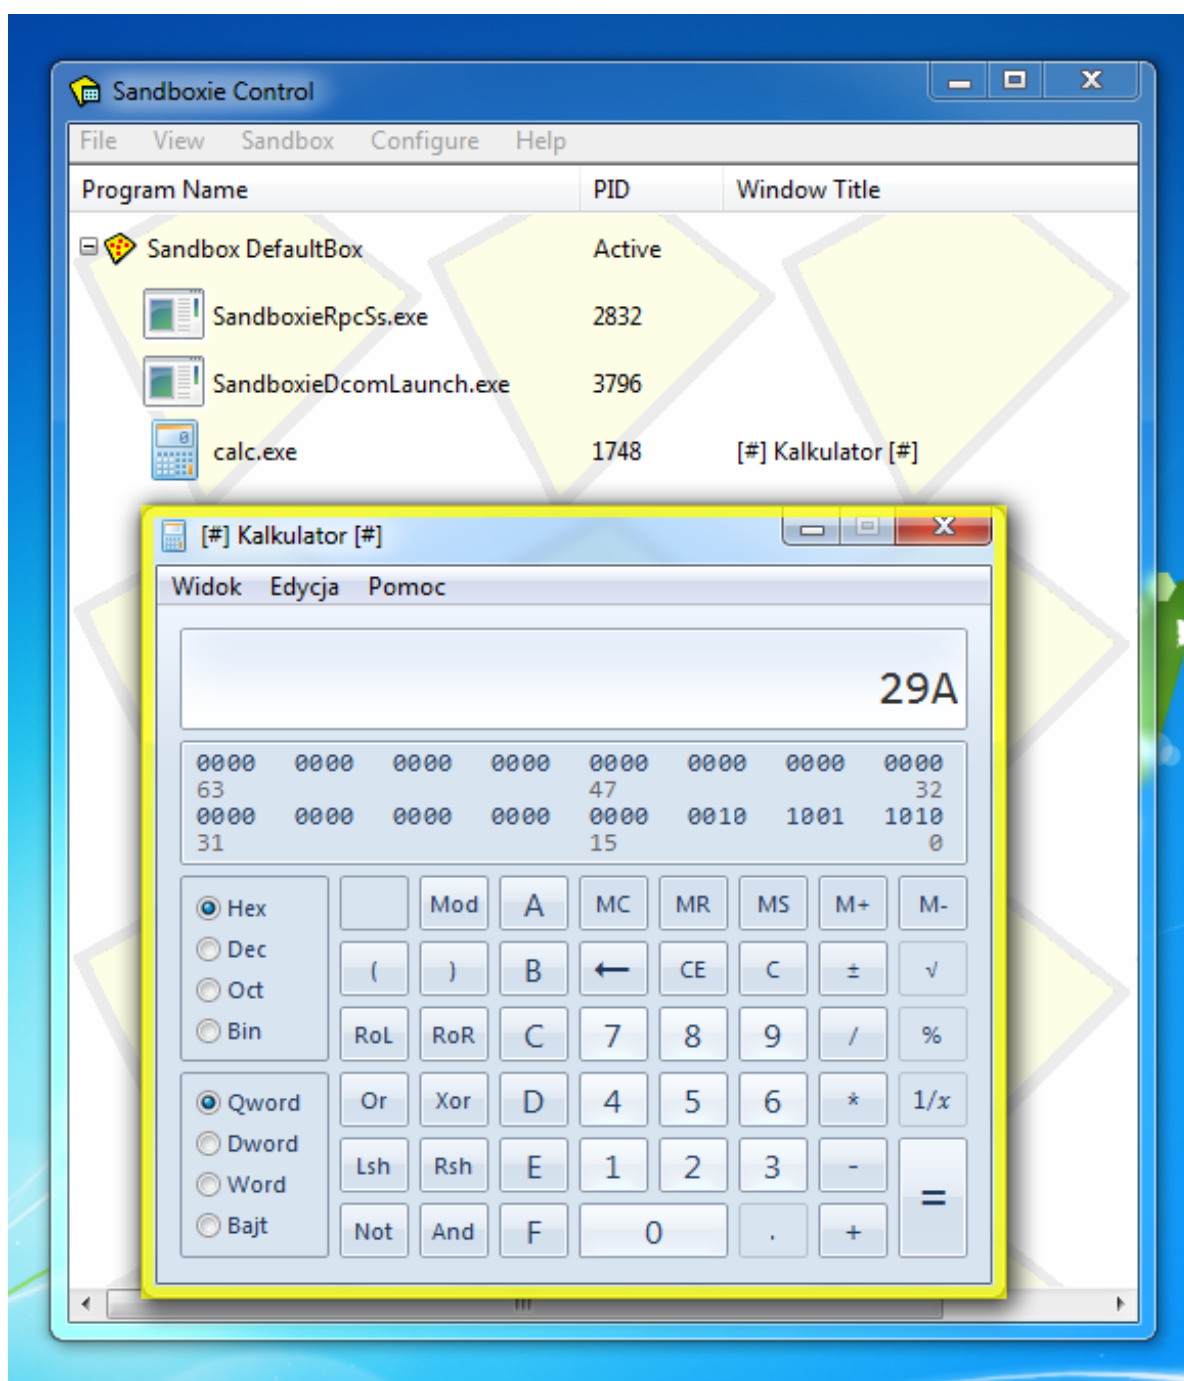 Sandboxie Control
File View Sandbox Configure Help
Program Name PID Window Title
Sandbox DefaultBox Active
SandboxieRpcSs.exe 2832
SandboxieDcomLaunch.exe 3796
calc.exe 1748 [#] Kalkulator [#]
[#] Kalkulator [#]
Widok Edycja Pomoc
29A
0000 0000 0000 0000 0000 0000 0000 0000
63 47 32
0000 0000 0000 0000 0000 0010 1001 1010
31 15 0
Hex Mod A MC MR MS M+ M-
Dec
Oct ( ) B ← CE C ± √
Bin RoL RoR C 7 8 9 / %
Qword Or Xor D 4 5 6 * 1/x
Dword
Word Lsh Rsh E 1 2 3 - =
Bajt Not And F 0 . +